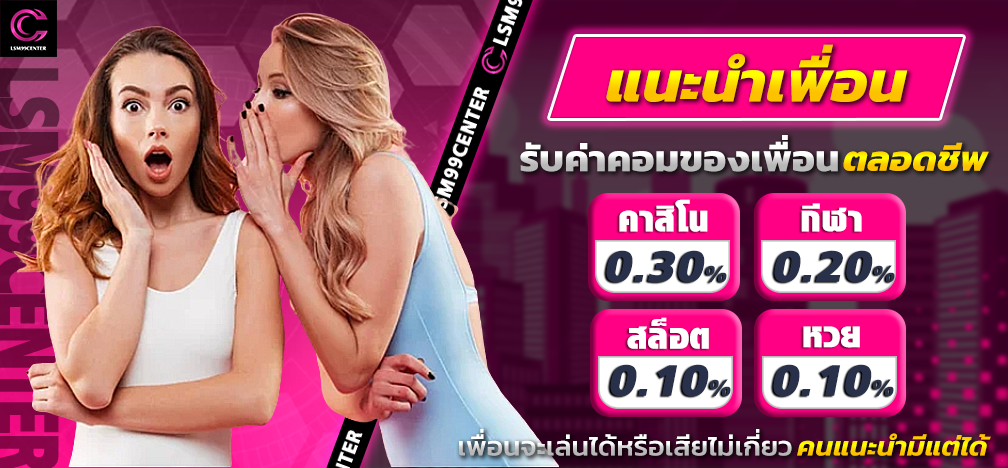 LSM99CENTER
LSM99CENTER
LSM99CENTER
LSM9
CENTER
แนะนำเพื่อน
รับค่าคอมของเพื่อนตลอดชีพ
คาสิโน
0.30%
กีฬา
0.20%
สล็อต
0.10%
หวย
0.10%
เพื่อนจะเล่นได้หรือเสียไม่เกี่ยว คนแนะนำมีแต่ได้